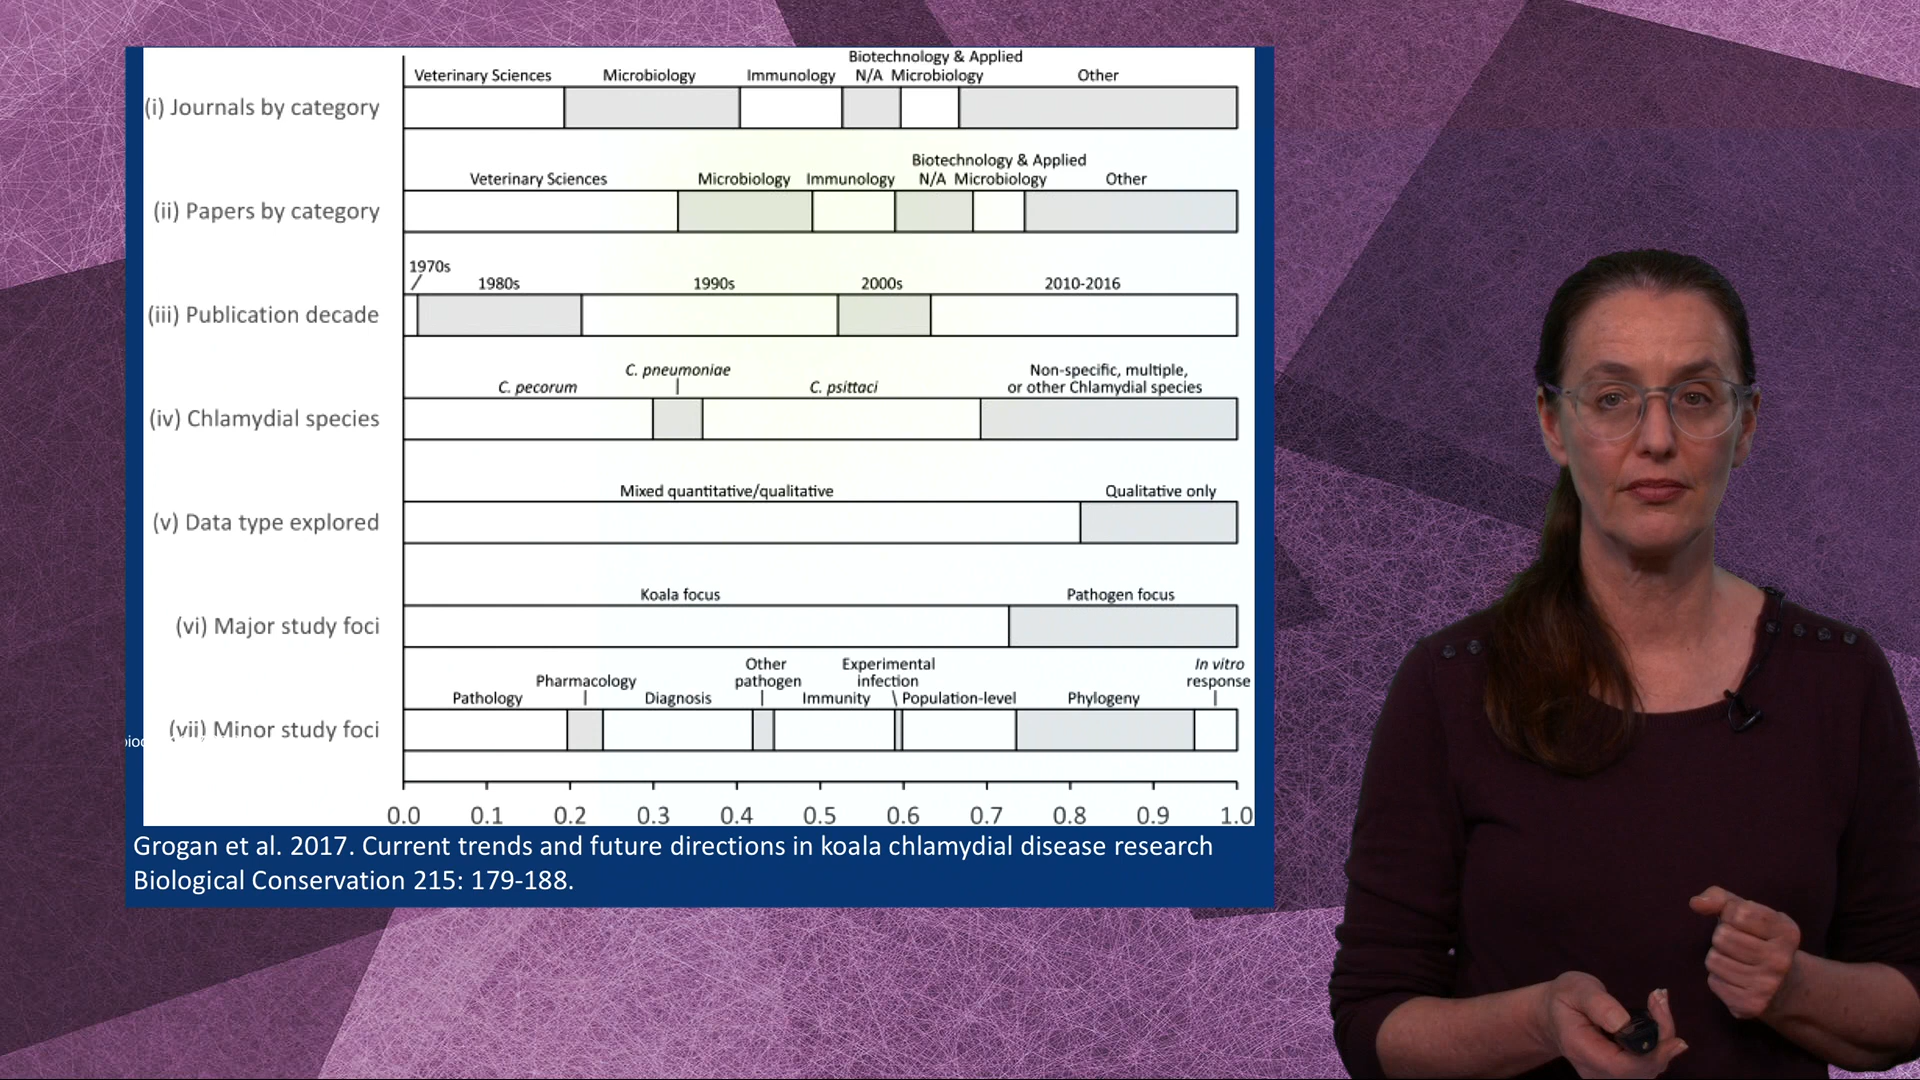 Biotechnology & Applied
Veterinary Sciences Microbiology Immunology N/A Microbiology Other
(i) Journals by category
Biotechnology & Applied
Veterinary Sciences Microbiology Immunology N/A Microbiology Other
(ii) Papers by category
1970s
1980s 1990s 2000s 2010-2016
(iii) Publication decade
C. pneumoniae Non-specific, multiple,
C. pecorum C. psittaci or other Chlamydial species
(iv) Chlamydial species
Mixed quantitative/qualitative Qualitative only
(v) Data type explored
Koala focus Pathogen focus
(vi) Major study foci
Other Experimental In vitro
Pharmacology pathogen infection response
Pathology Diagnosis Immunity Population-level Phylogeny
(vii) Minor study foci
0.0 0.1 0.2 0.3 0.4 0.5 0.6 0.7 0.8 0.9 1.0
Grogan et al. 2017. Current trends and future directions in koala chlamydial disease research
Biological Conservation 215: 179-188.